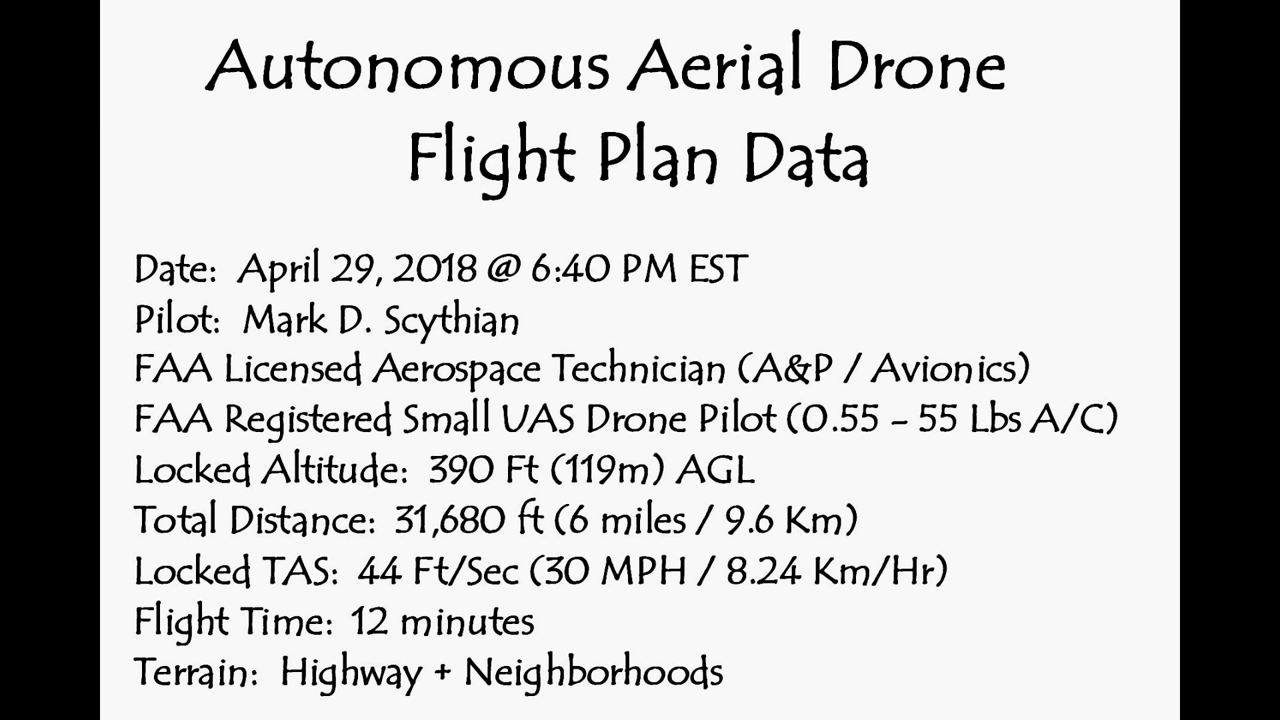 Autonomous Aerial Drone
Flight Plan Data
Date: April 29, 2018 @ 6:40 PM EST
Pilot: Mark D. Scythian
FAA Licensed Aerospace Technician (A&P / Avionics)
FAA Registered Small UAS Drone Pilot (0.55 - 55 Lbs A/C)
Locked Altitude: 390 Ft (119m) AGL
Total Distance: 31,680 ft (6 miles / 9.6 Km)
Locked TAS: 44 Ft/Sec (30 MPH / 8.24 Km/Hr)
Flight Time: 12 minutes
Terrain: Highway + Neighborhoods